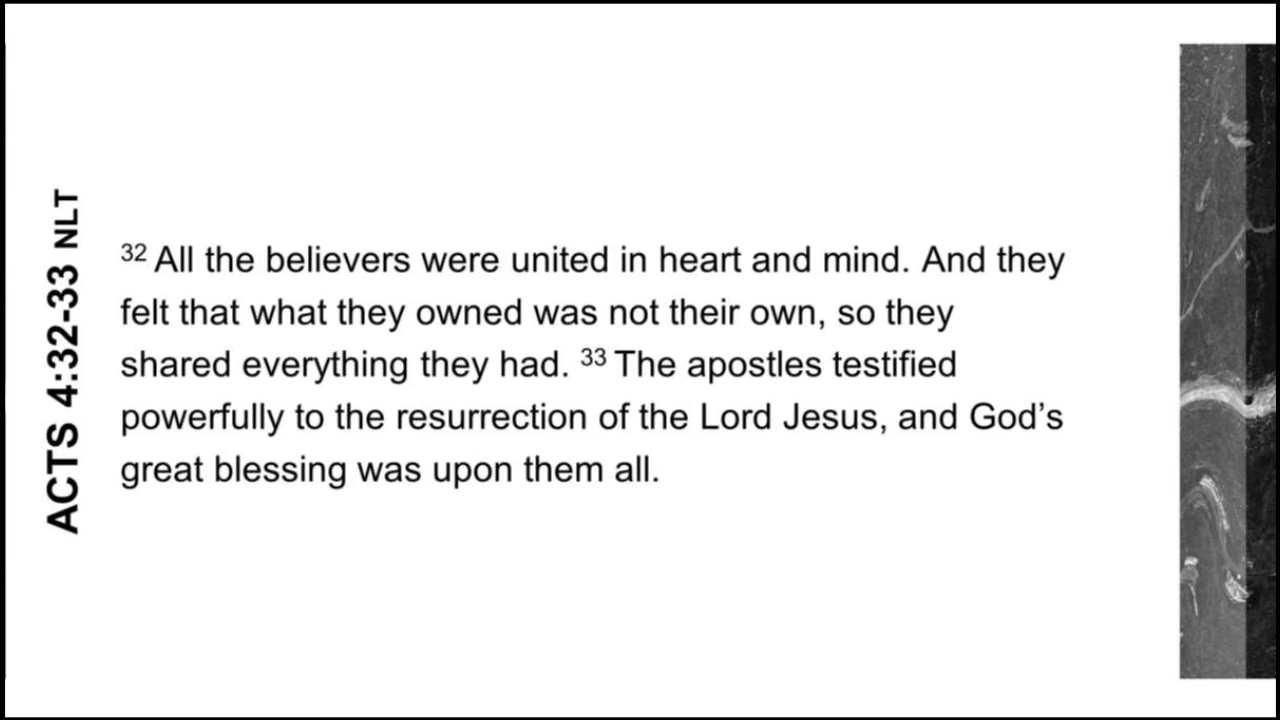 ACTS 4:32-33 NLT
32 All the believers were united in heart and mind. And they
felt that what they owned was not their own, so they
shared everything they had. 33 The apostles testified
powerfully to the resurrection of the Lord Jesus, and God’s
great blessing was upon them all.